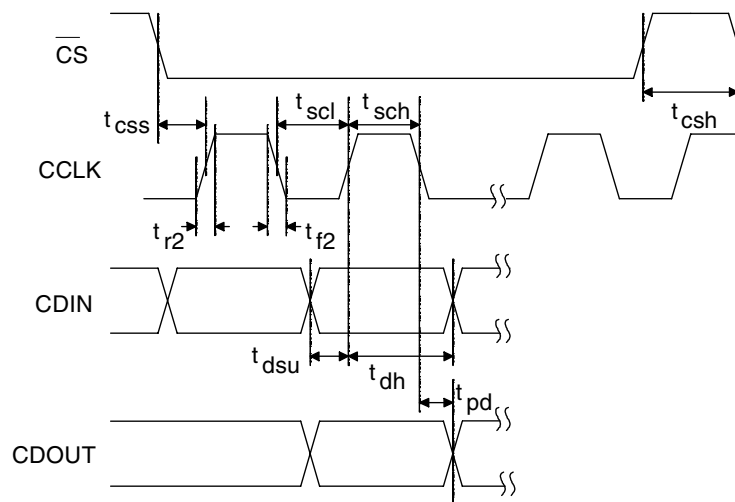 CS
t scl
t sch
t css
t csh
CCLK
t r2
t f2
CDIN
t dsu
t dh
t pd
CDOUT